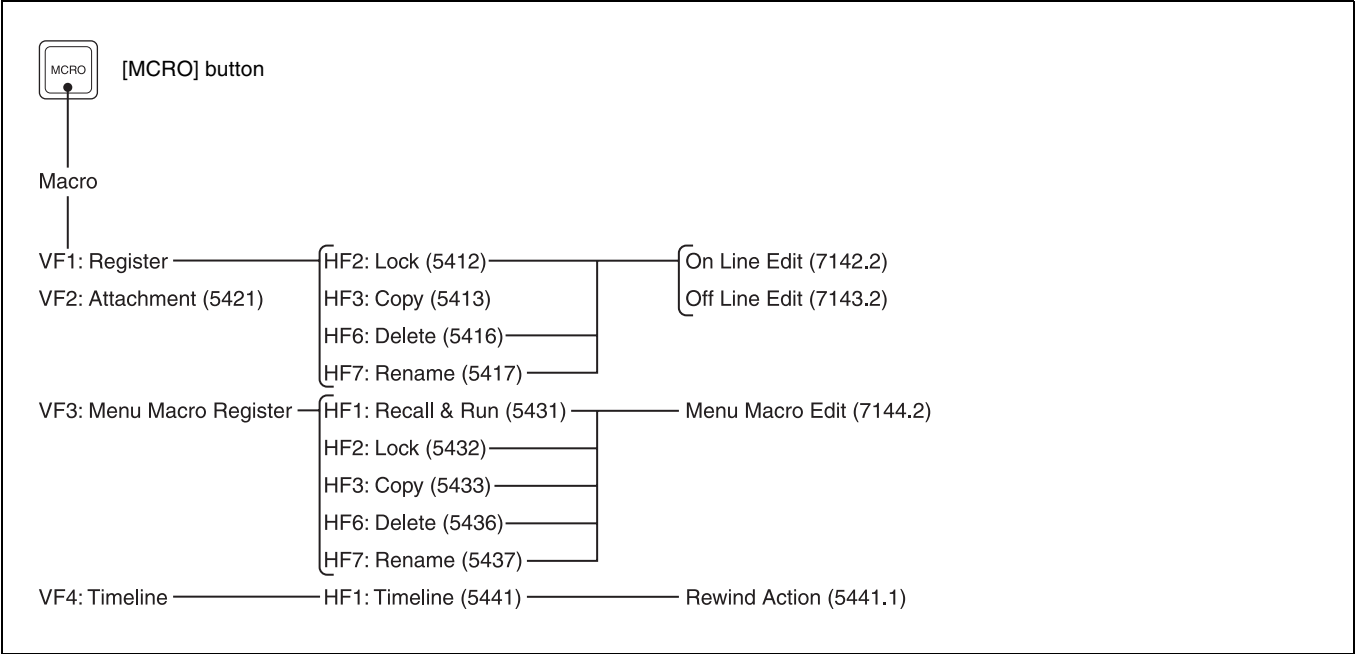 MCRO [MCRO] button
Macro
VF1: Register HF2: Lock (5412) On Line Edit (7142.2)
VF2: Attachment (5421) HF3: Copy (5413) Off Line Edit (7143.2)
HF6: Delete (5416)
HF7: Rename (5417)
VF3: Menu Macro Register HF1: Recall & Run (5431) Menu Macro Edit (7144.2)
HF2: Lock (5432)
HF3: Copy (5433)
HF6: Delete (5436)
HF7: Rename (5437)
VF4: Timeline HF1: Timeline (5441) Rewind Action (5441.1)